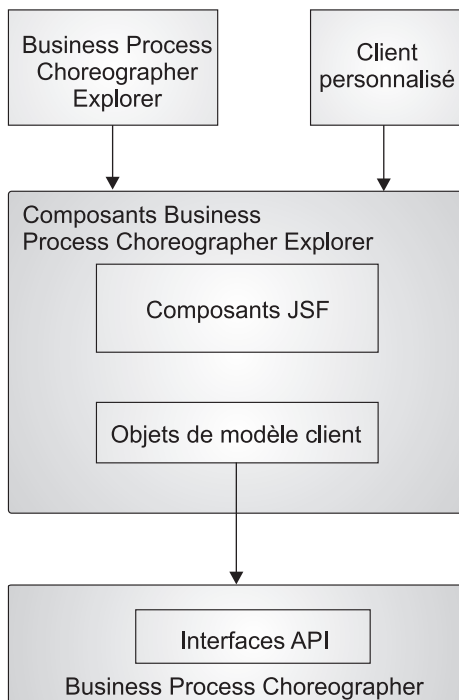 Business Process
Choreographer
Explorer
Client
personnalisé
Composants Business
Process Choreographer Explorer
Composants JSF
Objets de modèle client
Interfaces API
Business Process Choreographer